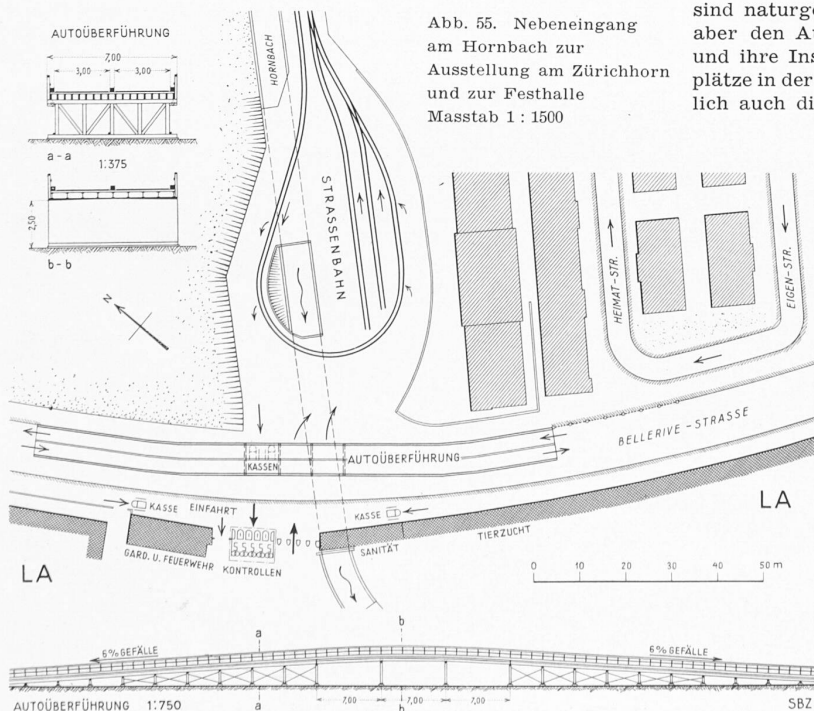 AUTOÜBERFÜHRUNG
7,00
3,00 3,00
a-a 1:375
2,50
b-b
N
HORNBACH
STRASSENBAHN
Abb. 55. Nebeneingang
am Hornbach zur
Ausstellung am Zürichhorn
und zur Festhalle
Masstab 1 : 1500
sind naturge
aber den Au
und ihre Ins
plätze in der
lich auch di
HEIMAT-STR.
EIGEN-STR.
BELLERIVE-STRASSE
KASSEN
AUTOÜBERFÜHRUNG
KASSE EINFAHRT
KASSE
GARD. U. FEUERWEHR
KONTROLLEN
SANITÄT
TIERZUCHT
LA
LA
0 10 20 30 40 50 m
a
b
6% GEFÄLLE
6% GEFÄLLE
7,00 7,00 7,00
AUTOÜBERFÜHRUNG 1:750
a
b
SBZ